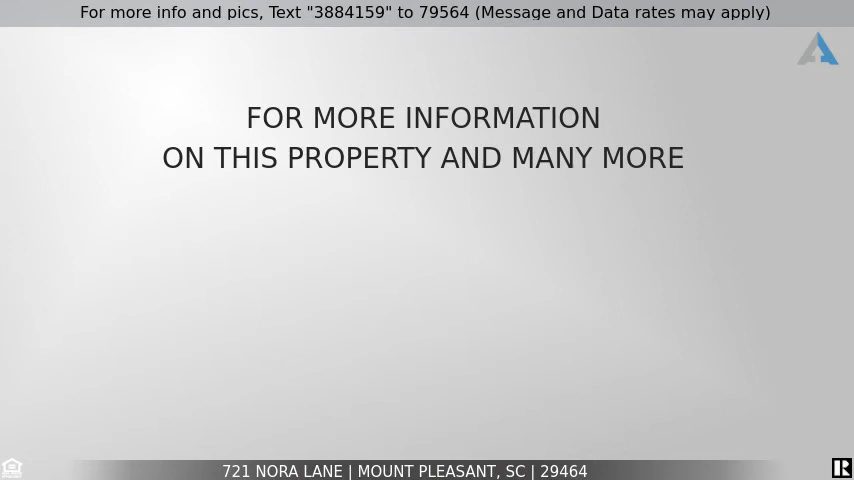 For more info and pics, Text "3884159" to 79564 (Message and Data rates may apply)
FOR MORE INFORMATION
ON THIS PROPERTY AND MANY MORE
721 NORA LANE | MOUNT PLEASANT, SC | 29464